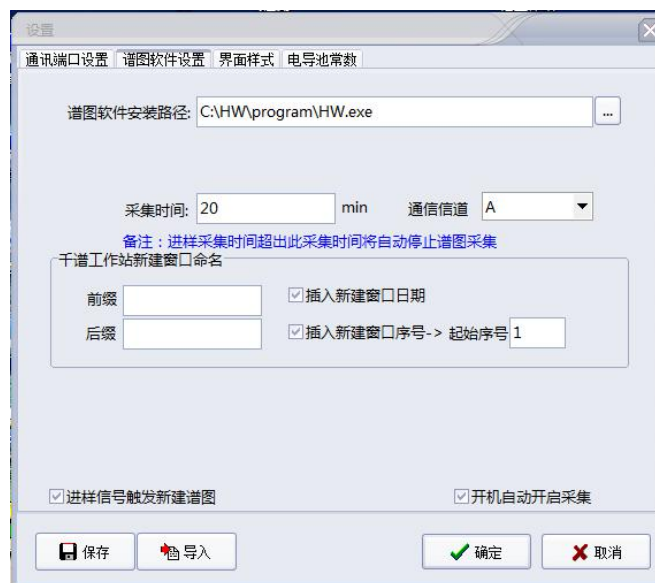 设置
通讯端口设置 谱图软件设置 界面样式 电导池常数
谱图软件安装路径: C:\HW\program\HW.exe ...
采集时间: 20 min 通信信道 A
备注：进样采集时间超出此采集时间将自动停止谱图采集
千谱工作站新建窗口命名
前缀 插入新建窗口日期
后缀 插入新建窗口序号-> 起始序号 1
进样信号触发新建谱图 开机自动开启采集
保存 导入 确定 取消